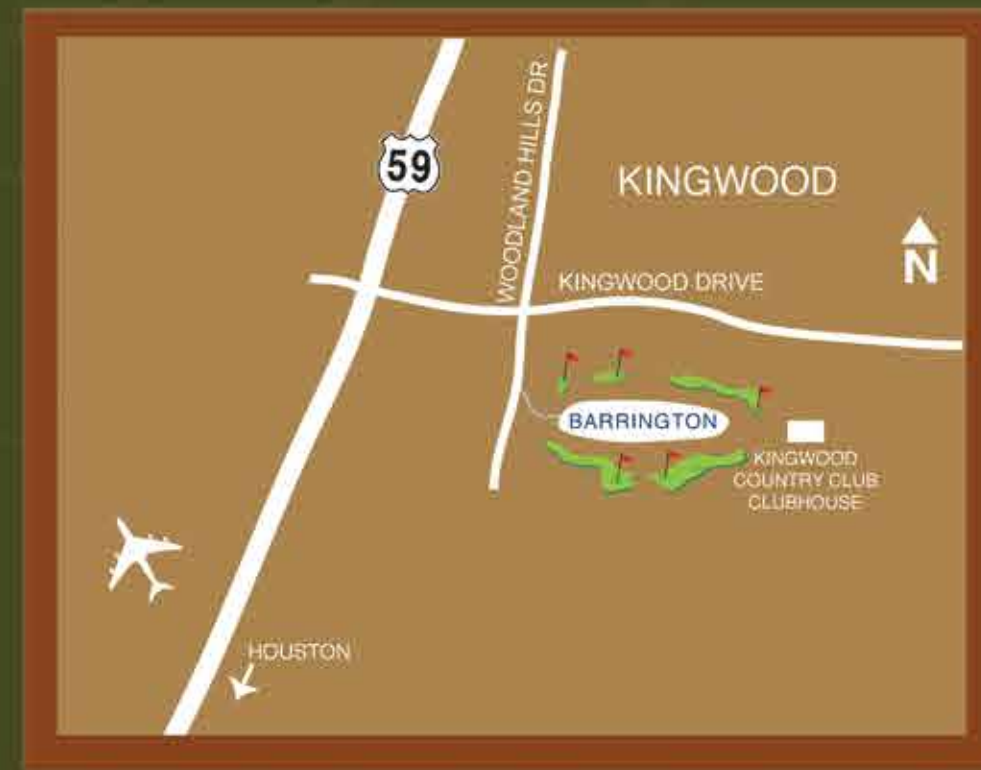 59
WOODLAND HILLS DR
KINGWOOD
N
KINGWOOD DRIVE
BARRINGTON
KINGWOOD
COUNTRY CLUB
CLUBHOUSE
HOUSTON